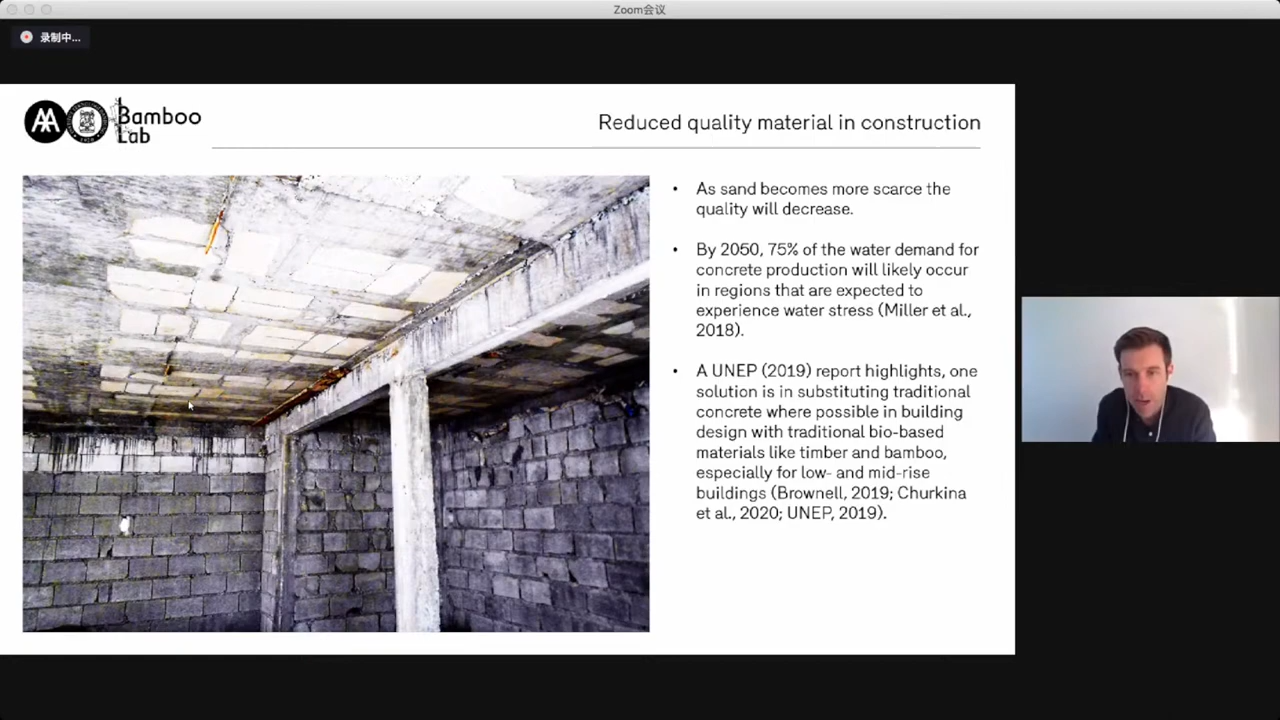 Zoom会议
录制中...
AA
Bamboo
Lab
Reduced quality material in construction
• As sand becomes more scarce the
quality will decrease.
• By 2050, 75% of the water demand for
concrete production will likely occur
in regions that are expected to
experience water stress (Miller et al.,
2018).
• A UNEP (2019) report highlights, one
solution is in substituting traditional
concrete where possible in building
design with traditional bio-based
materials like timber and bamboo,
especially for low- and mid-rise
buildings (Brownell, 2019; Churkina
et al., 2020; UNEP, 2019).